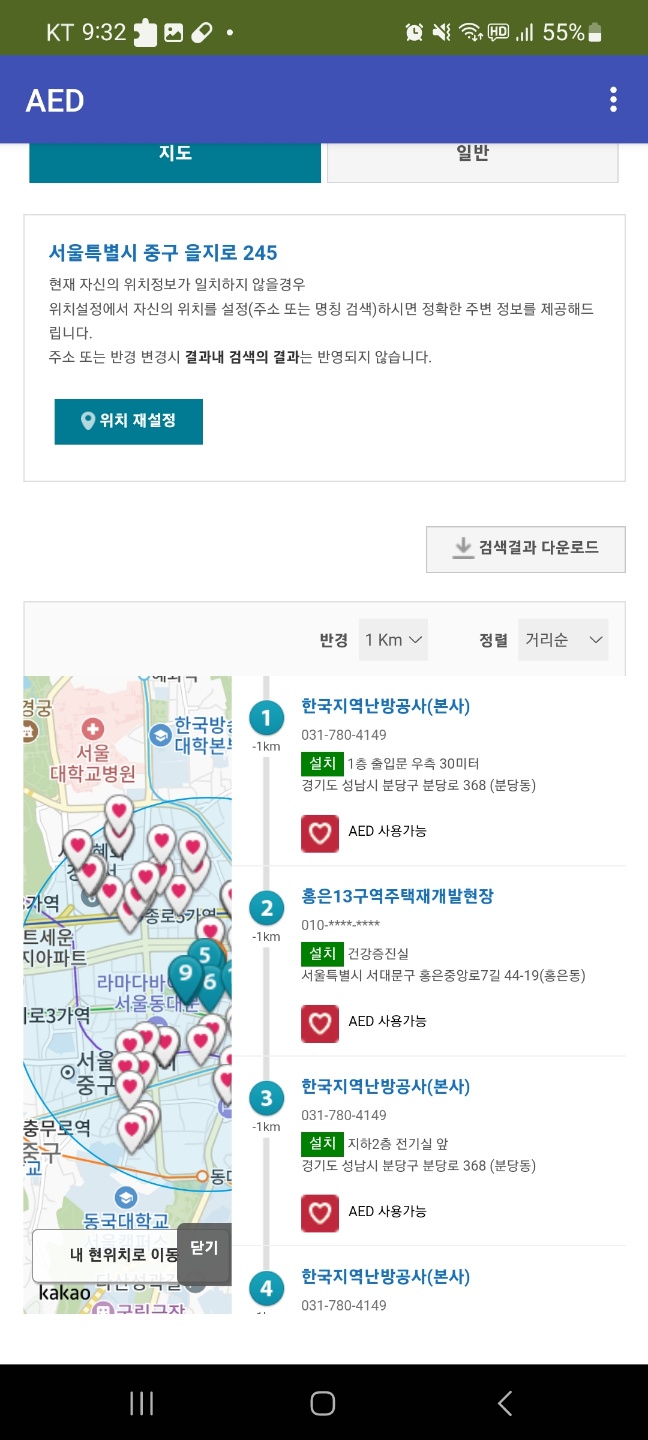 KT 9:32
HD
55%
AED
지도
일반
서울특별시 중구 을지로 245
현재 자신의 위치정보가 일치하지 않을경우
위치설정에서 자신의 위치를 설정(주소 또는 명칭 검색)하시면 정확한 주변 정보를 제공해드
립니다.
주소 또는 반경 변경시 결과내 검색의 결과는 반영되지 않습니다.
위치 재설정
검색결과 다운로드
반경
1 Km
정렬
거리순
경궁
서울
대학교병원
한국방송
대학본부
종로5가역
트세운
지아파트
5
9
6
서울동대문
로3가역
서울
중구
충무로역
중구
교
동대
동국대학교
서울캠퍼스
내 현위치로 이동
닫기
kakao
국립극장
1
-1km
한국지역난방공사(본사)
031-780-4149
설치 1층 출입문 우측 30미터
경기도 성남시 분당구 분당로 368 (분당동)
AED 사용가능
2
-1km
홍은13구역주택재개발현장
010-****-****
설치 건강증진실
서울특별시 서대문구 홍은중앙로7길 44-19(홍은동)
AED 사용가능
3
-1km
한국지역난방공사(본사)
031-780-4149
설치 지하2층 전기실 앞
경기도 성남시 분당구 분당로 368 (분당동)
AED 사용가능
4
한국지역난방공사(본사)
031-780-4149